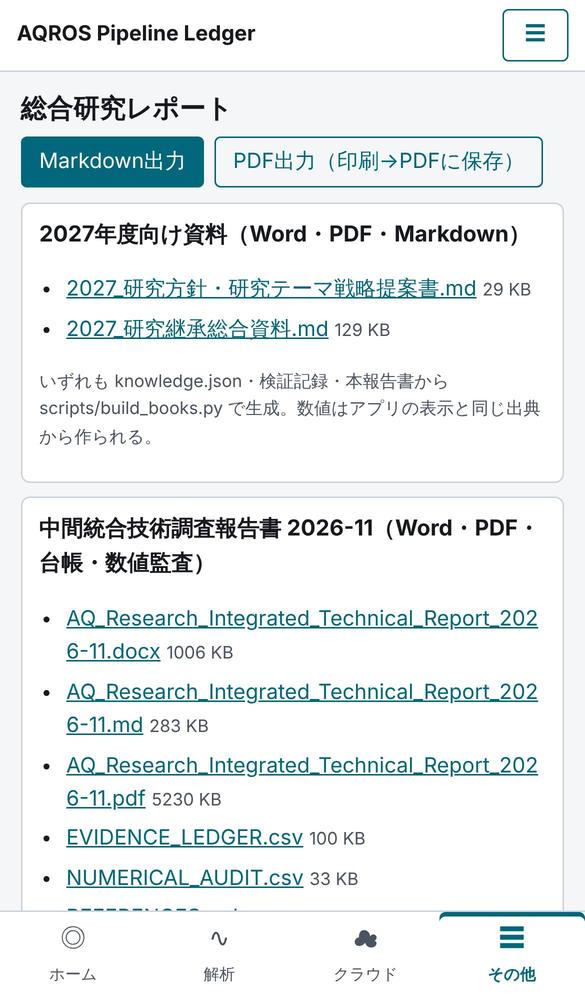 AQROS Pipeline Ledger
総合研究レポート
Markdown出力
PDF出力（印刷→PDFに保存）
2027年度向け資料（Word・PDF・Markdown）
2027_研究方針・研究テーマ戦略提案書.md 29 KB
2027_研究継承総合資料.md 129 KB
いずれも knowledge.json・検証記録・本報告書から
scripts/build_books.py で生成。数値はアプリの表示と同じ出典
から作られる。
中間統合技術調査報告書 2026-11（Word・PDF・
台帳・数値監査）
AQ_Research_Integrated_Technical_Report_202
6-11.docx 1006 KB
AQ_Research_Integrated_Technical_Report_202
6-11.md 283 KB
AQ_Research_Integrated_Technical_Report_202
6-11.pdf 5230 KB
EVIDENCE_LEDGER.csv 100 KB
NUMERICAL_AUDIT.csv 33 KB
ホーム
解析
クラウド
その他